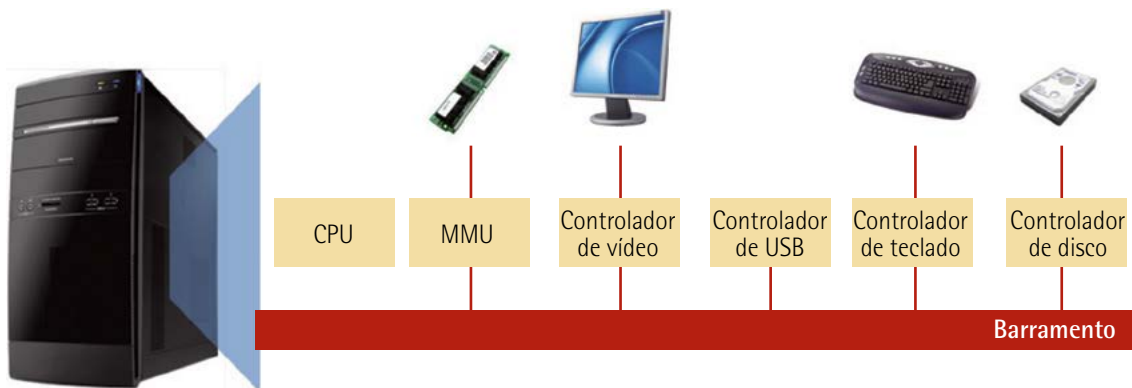 CPU
MMU
Controlador
de vídeo
Controlador
de USB
Controlador
de teclado
Controlador
de disco
Barramento